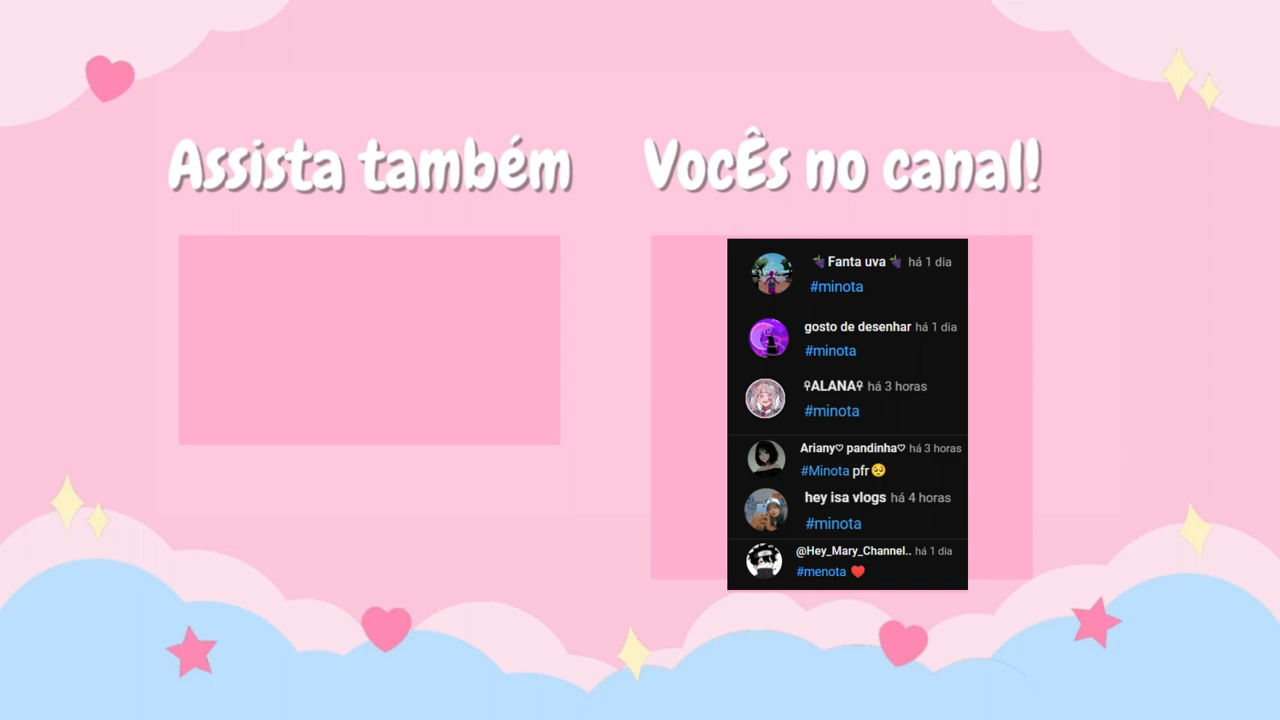 Assista também
VocÊs no canal!
🍇Fanta uva🍇 há 1 dia
#minota
gosto de desenhar há 1 dia
#minota
♀ALANA♀ há 3 horas
#minota
Ariany♡ pandinha♡ há 3 horas
#Minota pfr🥺
hey isa vlogs há 4 horas
#minota
@Hey_Mary_Channel.. há 1 dia
#menota ❤️